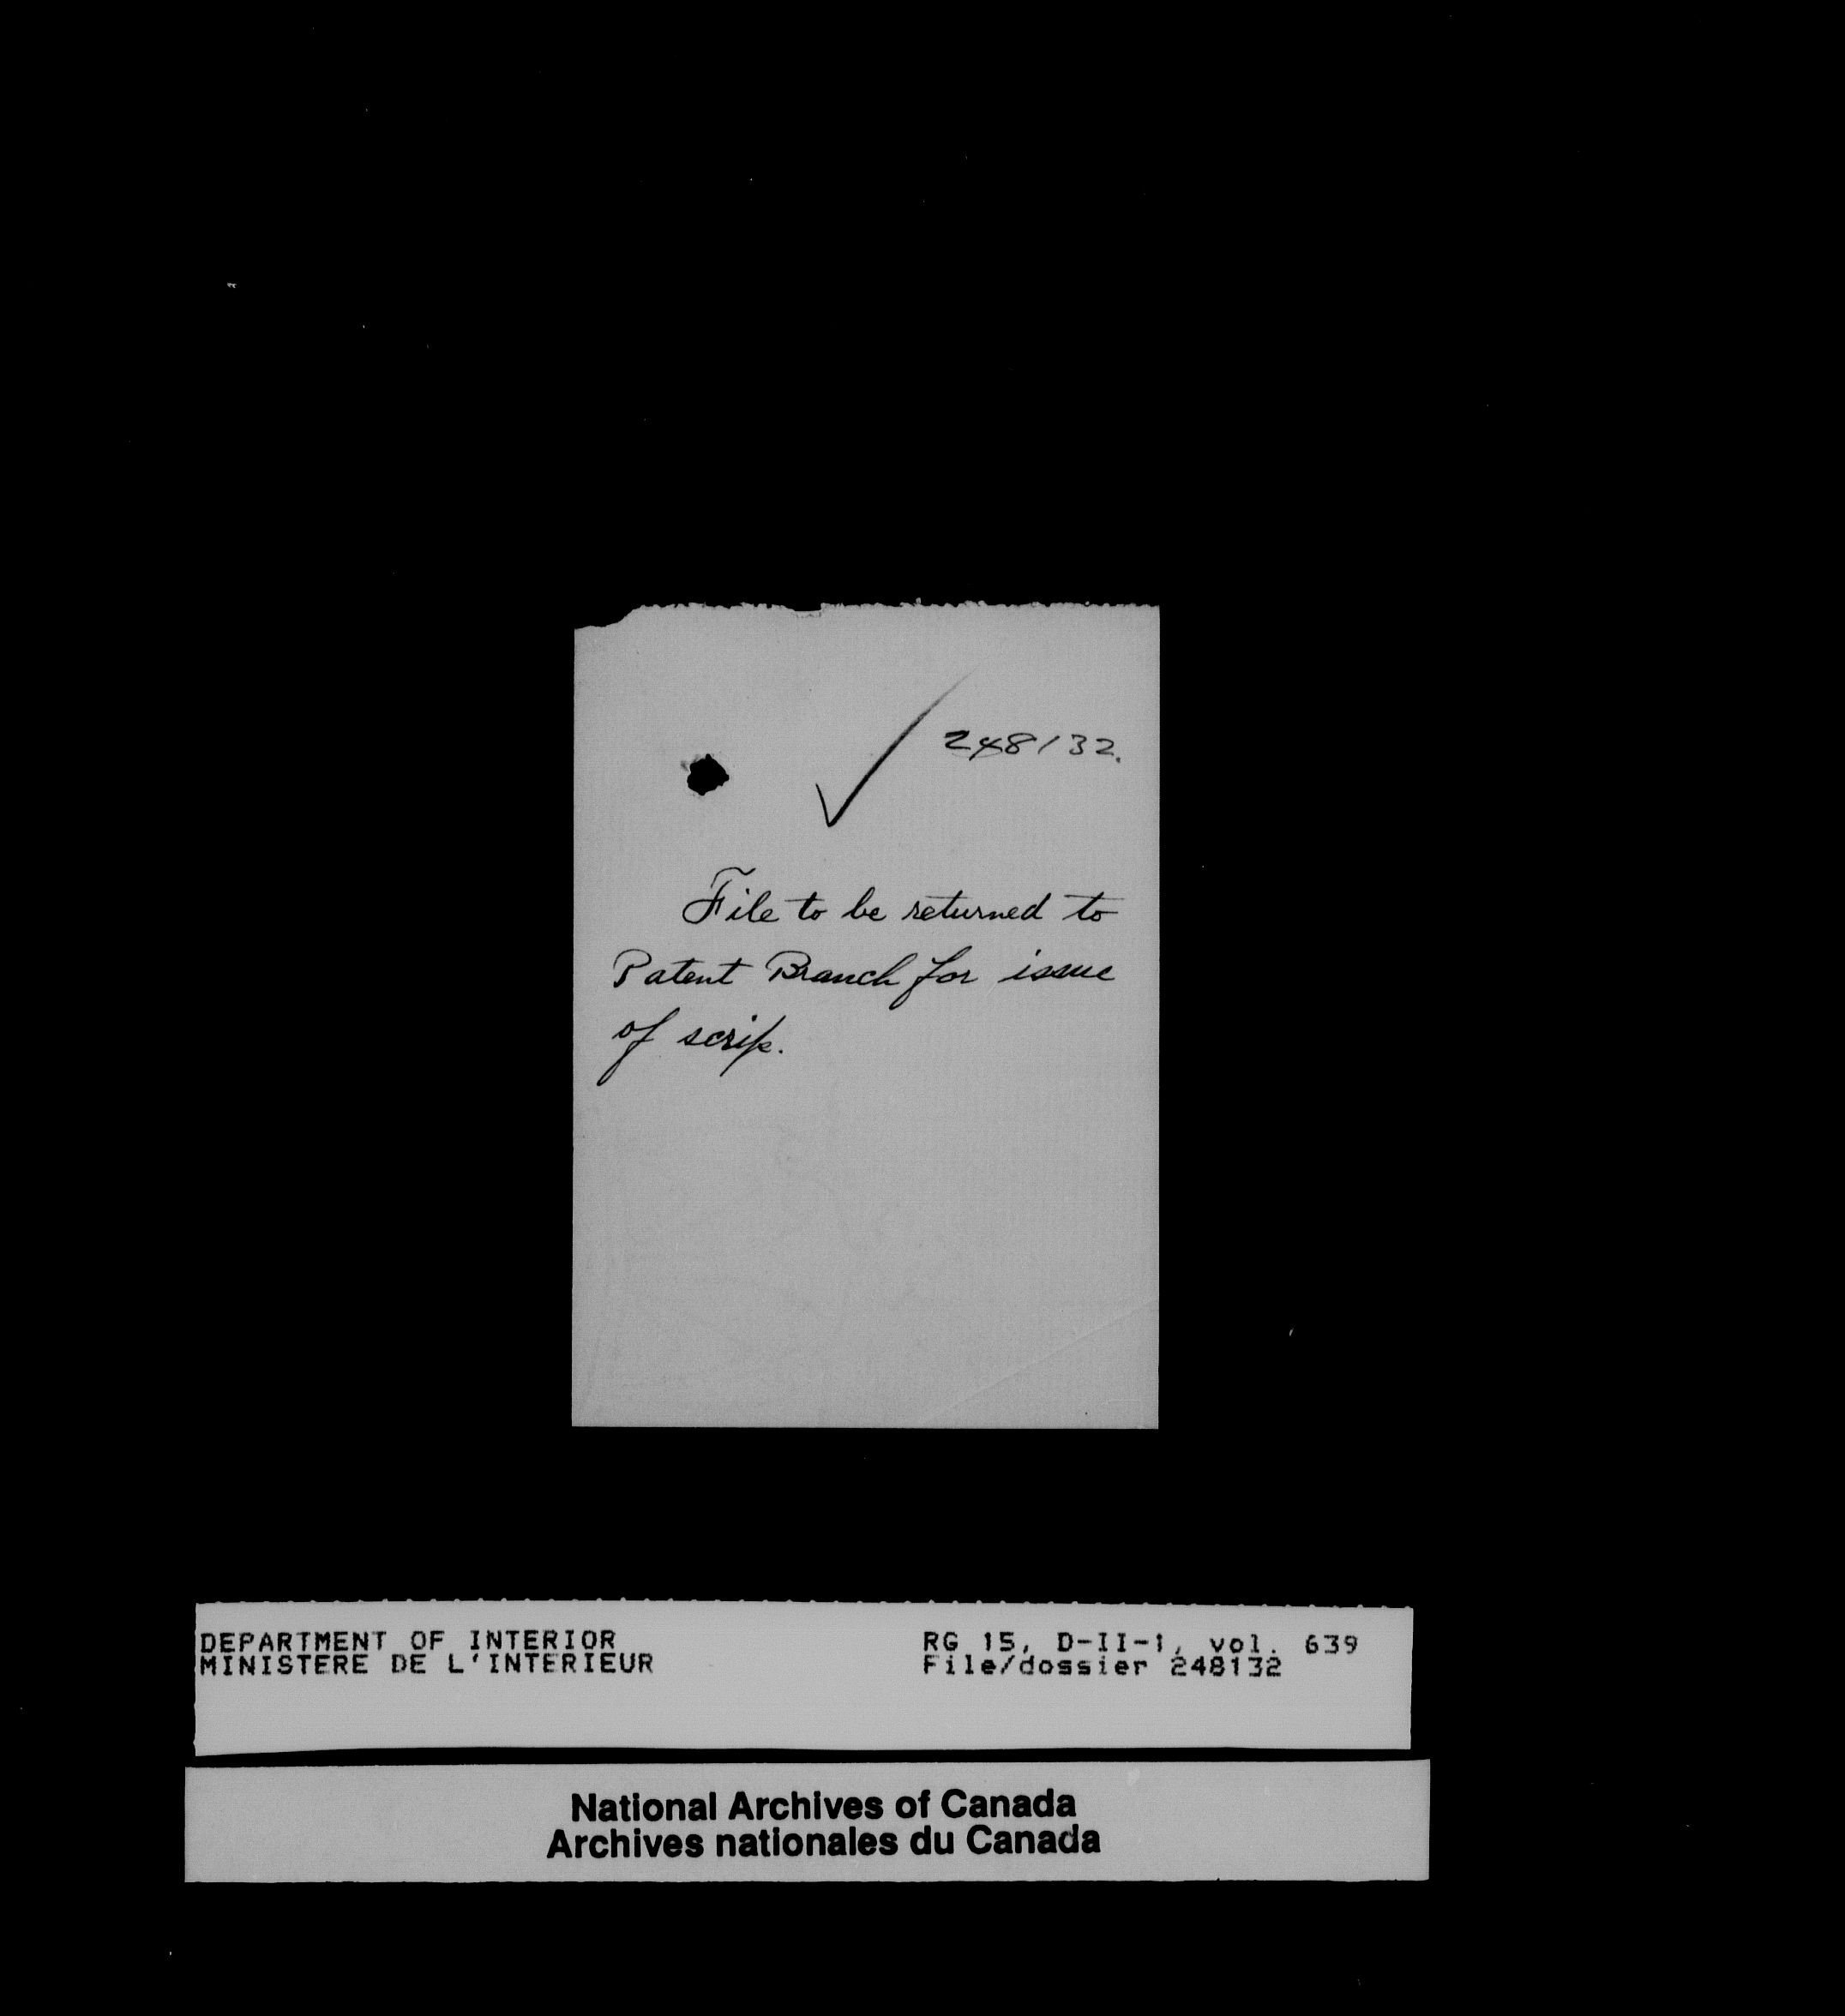 248132.
File to be returned to
Patent Branch for issue
of scrip.
DEPARTMENT OF INTERIOR
MINISTERE DE L'INTERIEUR
RG 15, D-II-1, vol. 639
File/dossier 248132
National Archives of Canada
Archives nationales du Canada